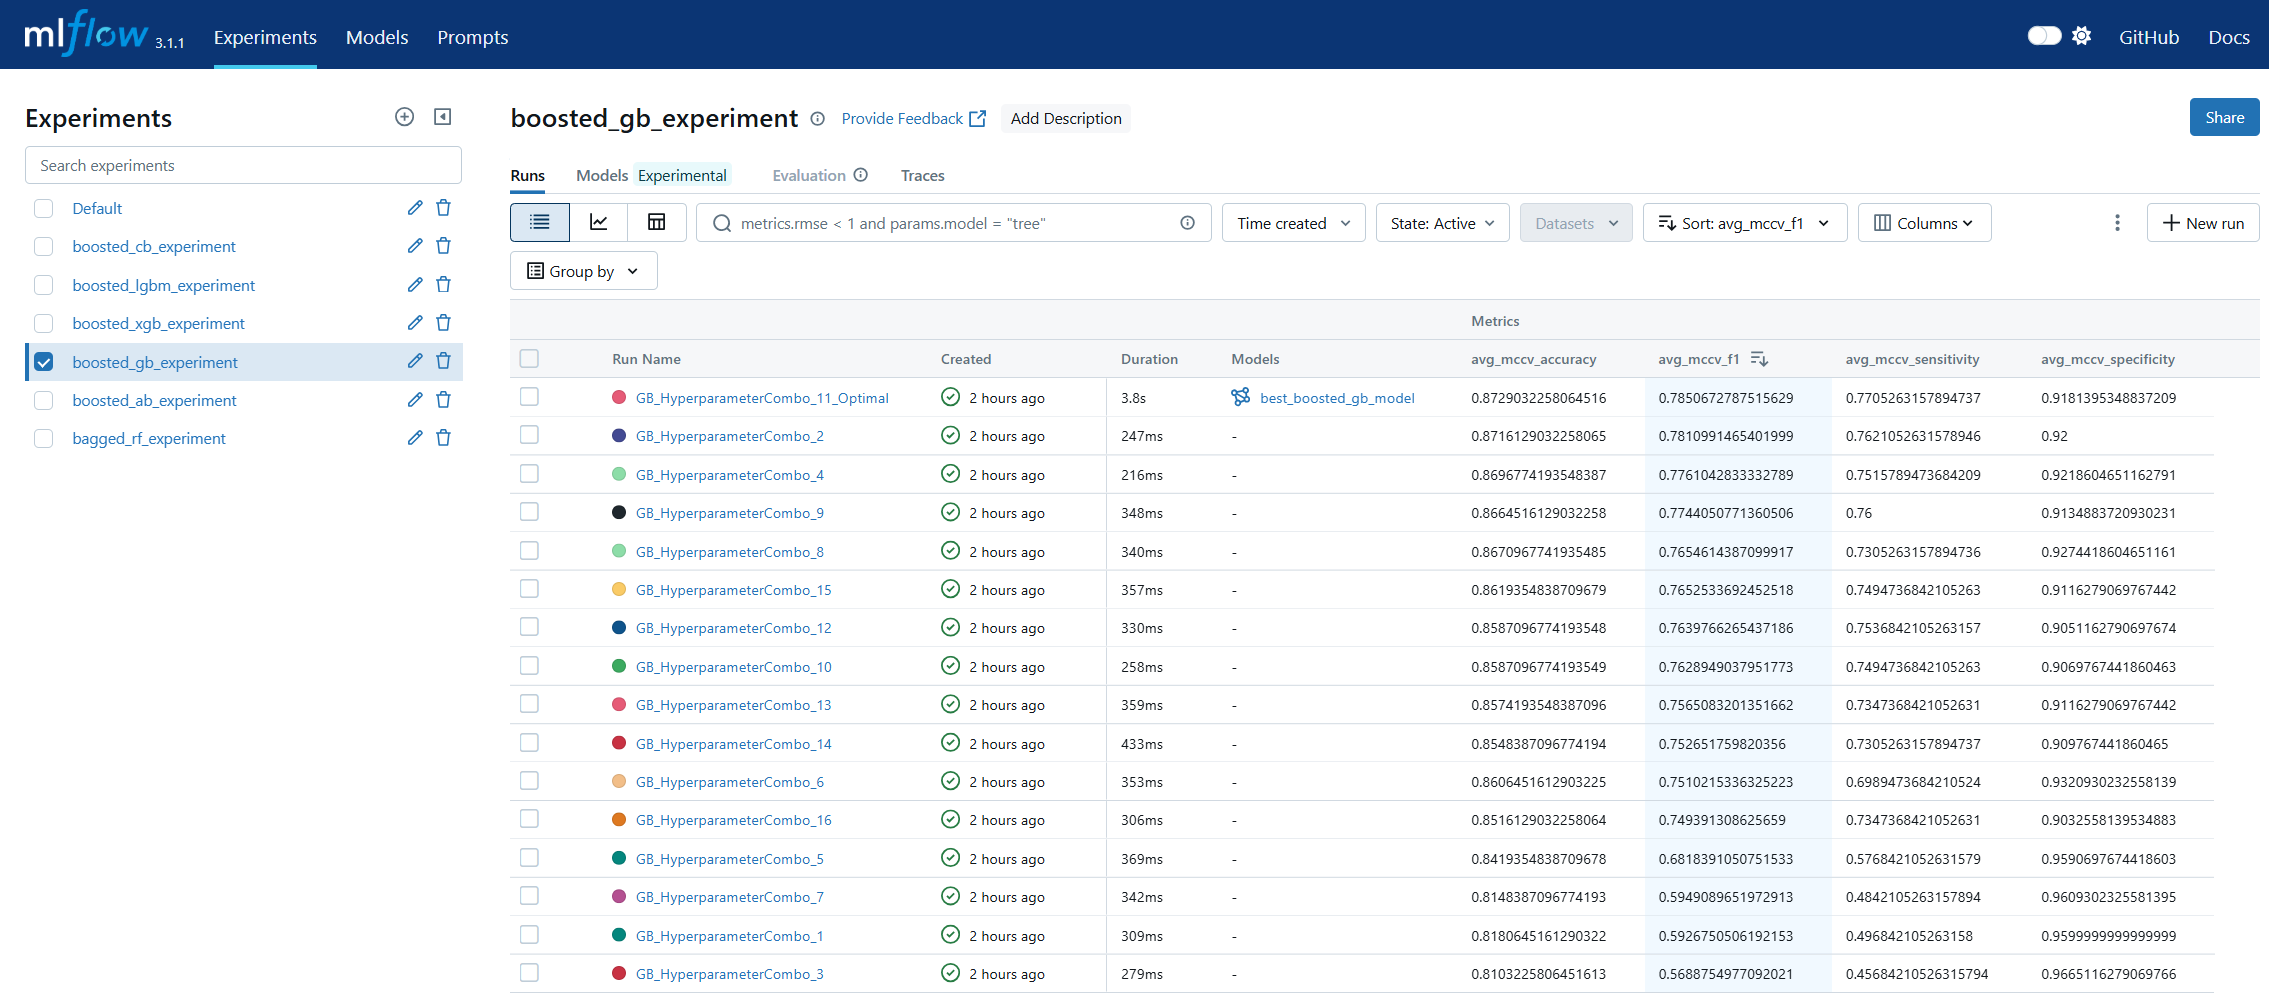 mlflow 3.1.1 Experiments Models Prompts GitHub Docs
Experiments
Search experiments
Default
boosted_cb_experiment
boosted_lgbm_experiment
boosted_xgb_experiment
boosted_gb_experiment
boosted_ab_experiment
bagged_rf_experiment
boosted_gb_experiment Provide Feedback Add Description Share
Runs Models Experimental Evaluation Traces
metrics.rmse < 1 and params.model = "tree" Time created State: Active Datasets Sort: avg_mccv_f1 Columns New run
Group by
Metrics
Run Name Created Duration Models avg_mccv_accuracy avg_mccv_f1 avg_mccv_sensitivity avg_mccv_specificity
GB_HyperparameterCombo_11_Optimal 2 hours ago 3.8s best_boosted_gb_model 0.8729032258064516 0.7850672787515629 0.7705263157894737 0.9181395348837209
GB_HyperparameterCombo_2 2 hours ago 247ms - 0.8716129032258065 0.7810991465401999 0.7621052631578946 0.92
GB_HyperparameterCombo_4 2 hours ago 216ms - 0.8696774193548387 0.7761042833332789 0.7515789473684209 0.9218604651162791
GB_HyperparameterCombo_9 2 hours ago 348ms - 0.8664516129032258 0.7744050771360506 0.76 0.9134883720930231
GB_HyperparameterCombo_8 2 hours ago 340ms - 0.8670967741935485 0.7654614387099917 0.7305263157894736 0.9274418604651161
GB_HyperparameterCombo_15 2 hours ago 357ms - 0.8619354838709679 0.7652533692452518 0.7494736842105263 0.9116279069767442
GB_HyperparameterCombo_12 2 hours ago 330ms - 0.8587096774193548 0.7639766265437186 0.7536842105263157 0.9051162790697674
GB_HyperparameterCombo_10 2 hours ago 258ms - 0.8587096774193549 0.7628949037951773 0.7494736842105263 0.9069767441860463
GB_HyperparameterCombo_13 2 hours ago 359ms - 0.8574193548387096 0.7565083201351662 0.7347368421052631 0.9116279069767442
GB_HyperparameterCombo_14 2 hours ago 433ms - 0.8548387096774194 0.752651759820356 0.7305263157894737 0.909767441860465
GB_HyperparameterCombo_6 2 hours ago 353ms - 0.8606451612903225 0.7510215336325223 0.6989473684210524 0.9320930232558139
GB_HyperparameterCombo_16 2 hours ago 306ms - 0.8516129032258064 0.749391308625659 0.7347368421052631 0.9032558139534883
GB_HyperparameterCombo_5 2 hours ago 369ms - 0.8419354838709678 0.6818391050751533 0.5768421052631579 0.9590697674418603
GB_HyperparameterCombo_7 2 hours ago 342ms - 0.8148387096774193 0.5949089651972913 0.4842105263157894 0.9609302325581395
GB_HyperparameterCombo_1 2 hours ago 309ms - 0.8180645161290322 0.5926750506192153 0.496842105263158 0.9599999999999999
GB_HyperparameterCombo_3 2 hours ago 279ms - 0.8103225806451613 0.5688754977092021 0.45684210526315794 0.9665116279069766